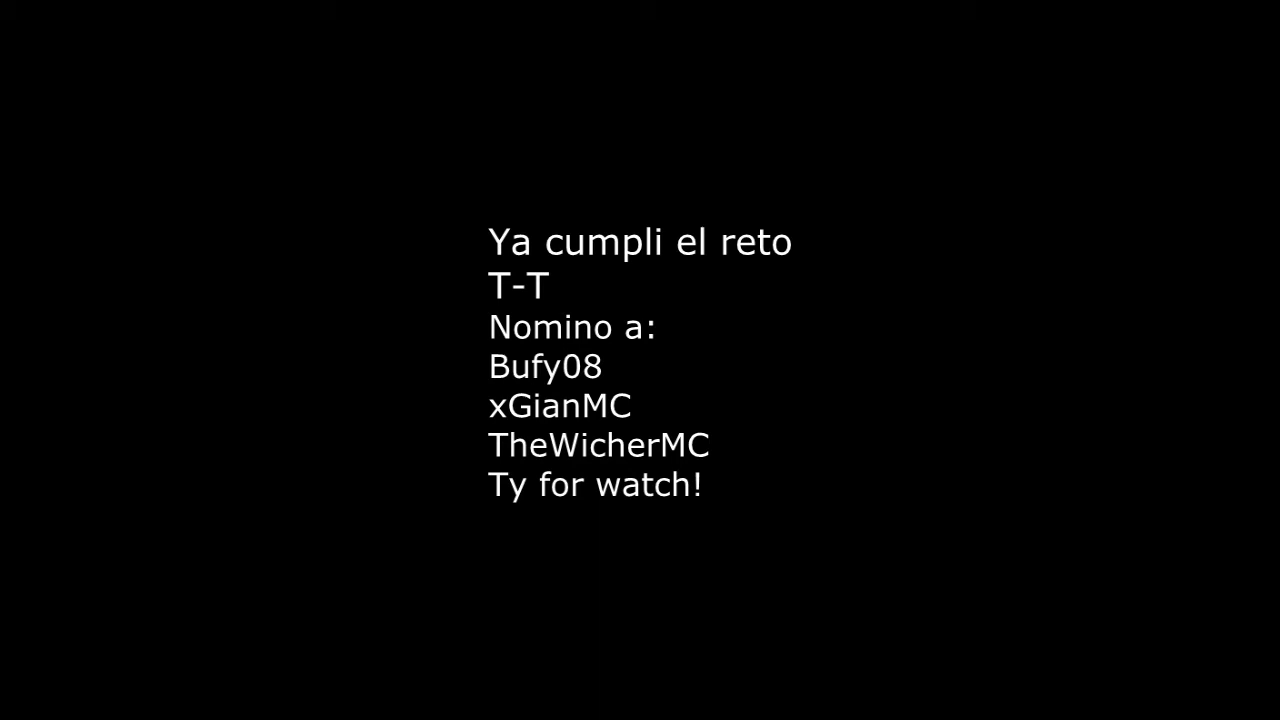 Ya cumpli el reto
T-T
Nomino a:
Bufy08
xGianMC
TheWicherMC
Ty for watch!